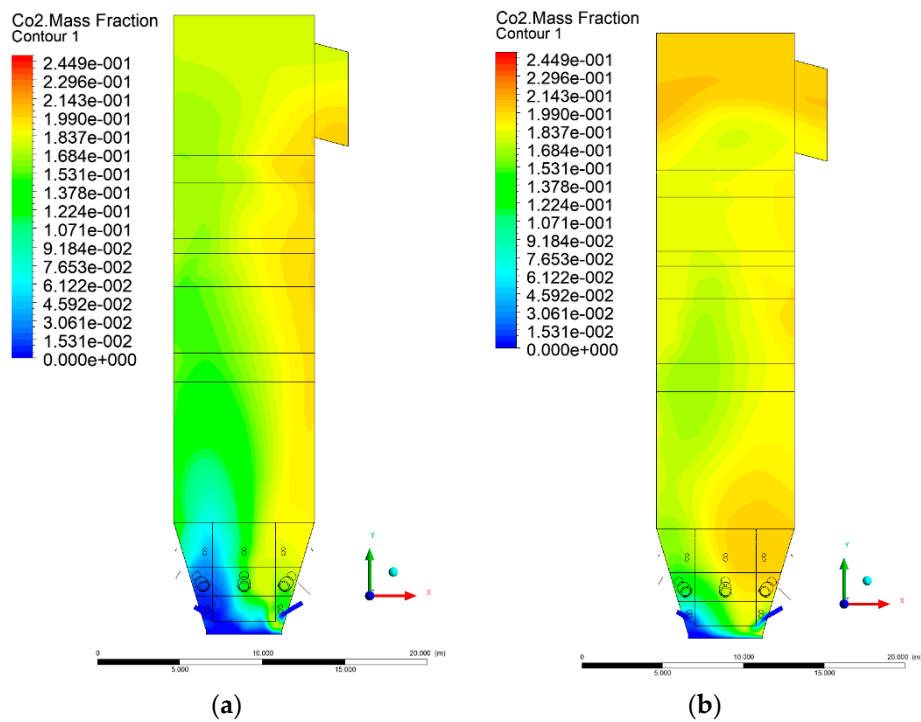 Co2.Mass Fraction
Contour 1
2.449e-001
2.296e-001
2.143e-001
1.990e-001
1.837e-001
1.684e-001
1.531e-001
1.378e-001
1.224e-001
1.071e-001
9.184e-002
7.653e-002
6.122e-002
4.592e-002
3.061e-002
1.531e-002
0.000e+000
Y
X
0
10.000
20.000
(m)
5.000
15.000
(a)
Co2.Mass Fraction
Contour 1
2.449e-001
2.296e-001
2.143e-001
1.990e-001
1.837e-001
1.684e-001
1.531e-001
1.378e-001
1.224e-001
1.071e-001
9.184e-002
7.653e-002
6.122e-002
4.592e-002
3.061e-002
1.531e-002
0.000e+000
Y
X
0
10.000
20.000
(m)
5.000
15.000
(b)